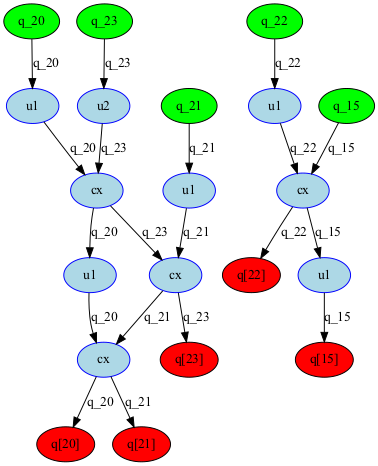 q_20 q_23 q_22
q_20 q_23 q_22
u1 u2 q_21 u1 q_15
q_20 q_23 q_21 q_22 q_15
cx u1 cx
q_20 q_23 q_21 q_22 q_15
u1 cx q[22] u1
q_20 q_21 q_23 q_15
cx q[23] q[15]
q_20 q_21
q[20] q[21]